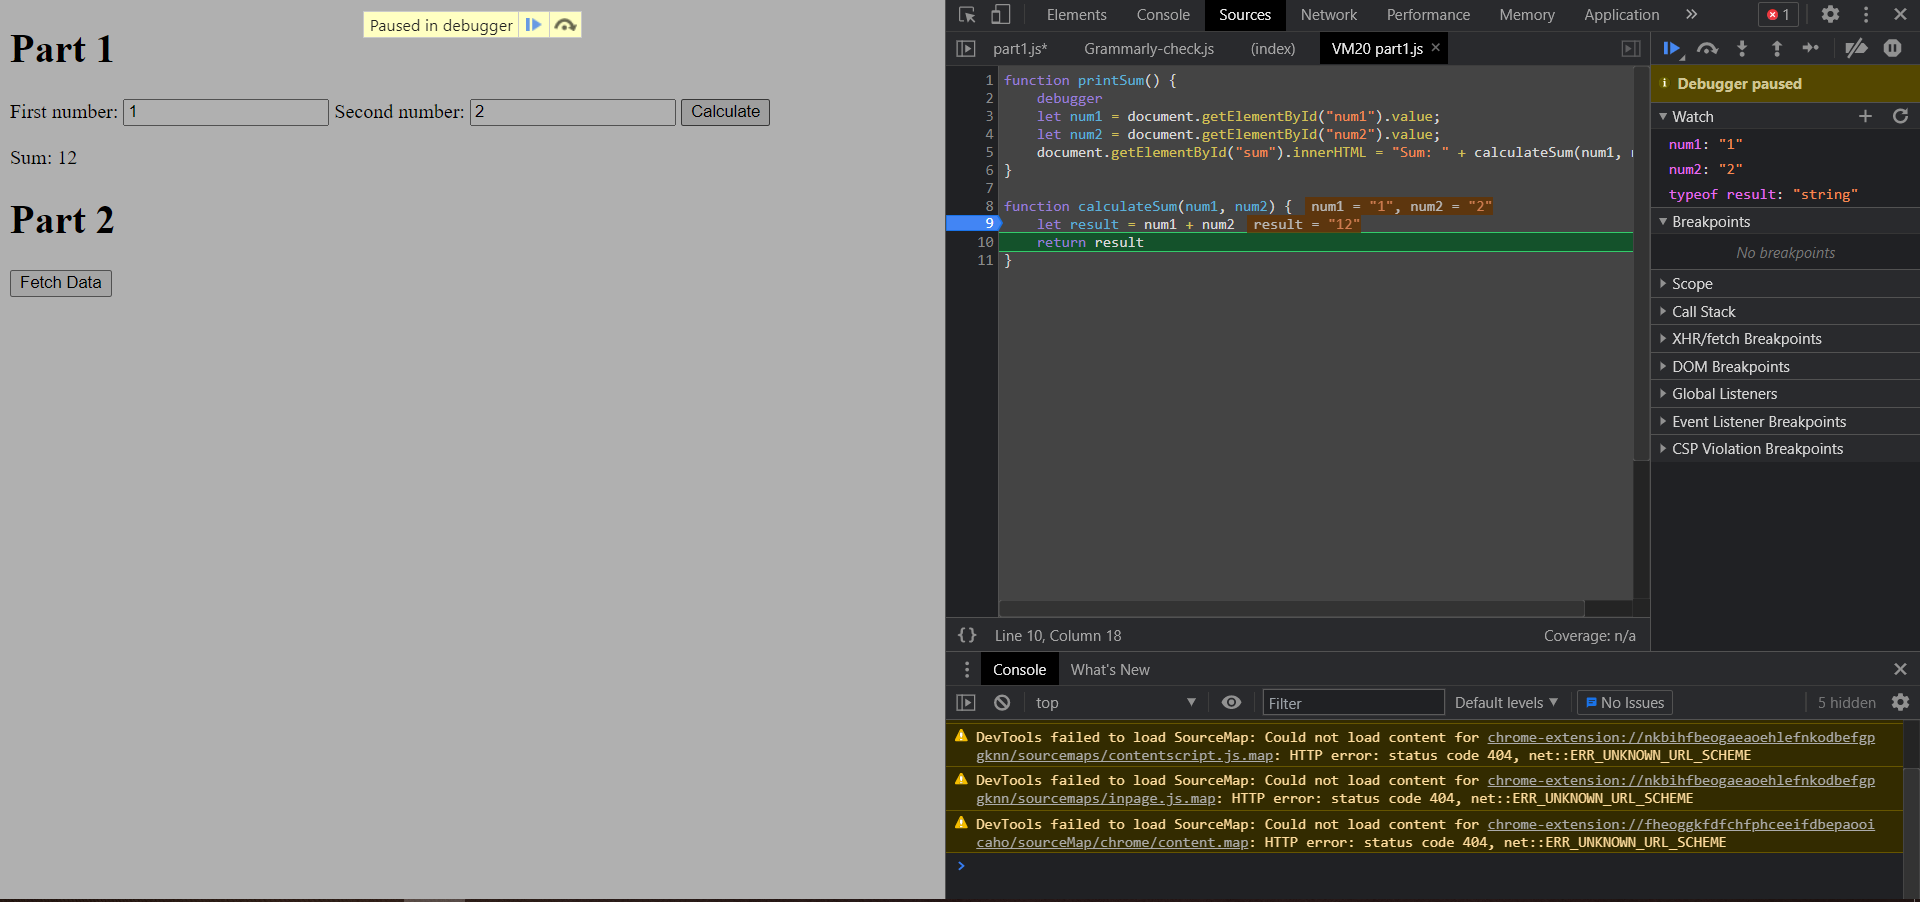 Part 1
Paused in debugger
First number: 1 Second number: 2 Calculate
Sum: 12
Part 2
Fetch Data
Elements Console Sources Network Performance Memory Application » 1
part1.js* Grammarly-check.js (index) VM20 part1.js ×
1 function printSum() {
2 debugger
3 let num1 = document.getElementById("num1").value;
4 let num2 = document.getElementById("num2").value;
5 document.getElementById("sum").innerHTML = "Sum: " + calculateSum(num1,
6 }
7
8 function calculateSum(num1, num2) { num1 = "1", num2 = "2"
9 let result = num1 + num2 result = "12"
10 return result
11 }
{} Line 10, Column 18 Coverage: n/a
Debugger paused
Watch
num1: "1"
num2: "2"
typeof result: "string"
Breakpoints
No breakpoints
Scope
Call Stack
XHR/fetch Breakpoints
DOM Breakpoints
Global Listeners
Event Listener Breakpoints
CSP Violation Breakpoints
Console What's New
top Filter Default levels No Issues 5 hidden
DevTools failed to load SourceMap: Could not load content for chrome-extension://nkbihfbeogaeaoehlefnkodbefgp
gknn/sourcemaps/contentscript.js.map: HTTP error: status code 404, net::ERR_UNKNOWN_URL_SCHEME
DevTools failed to load SourceMap: Could not load content for chrome-extension://nkbihfbeogaeaoehlefnkodbefgp
gknn/sourcemaps/inpage.js.map: HTTP error: status code 404, net::ERR_UNKNOWN_URL_SCHEME
DevTools failed to load SourceMap: Could not load content for chrome-extension://fheoggkfdfchfphceeifdbepaooi
caho/sourceMap/chrome/content.map: HTTP error: status code 404, net::ERR_UNKNOWN_URL_SCHEME
>